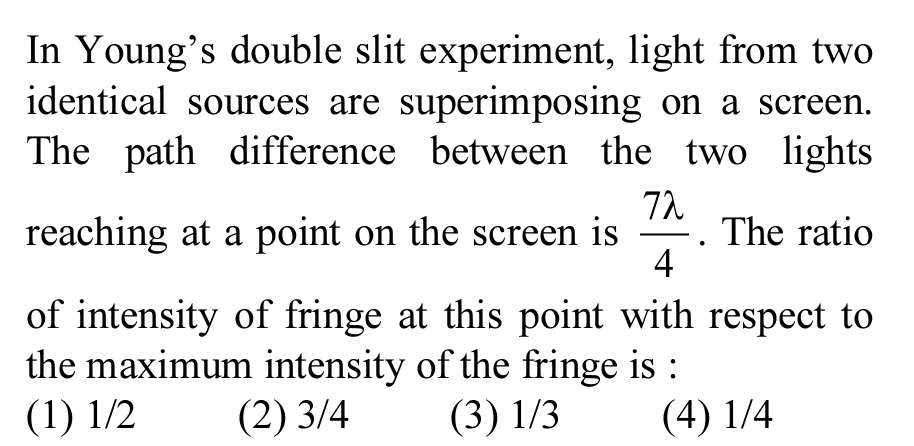 In Young’s double slit experiment, light from two
identical sources are superimposing on a screen.
The path difference between the two lights
reaching at a point on the screen is 7λ/4. The ratio
of intensity of fringe at this point with respect to
the maximum intensity of the fringe is :
(1) 1/2 (2) 3/4 (3) 1/3 (4) 1/4